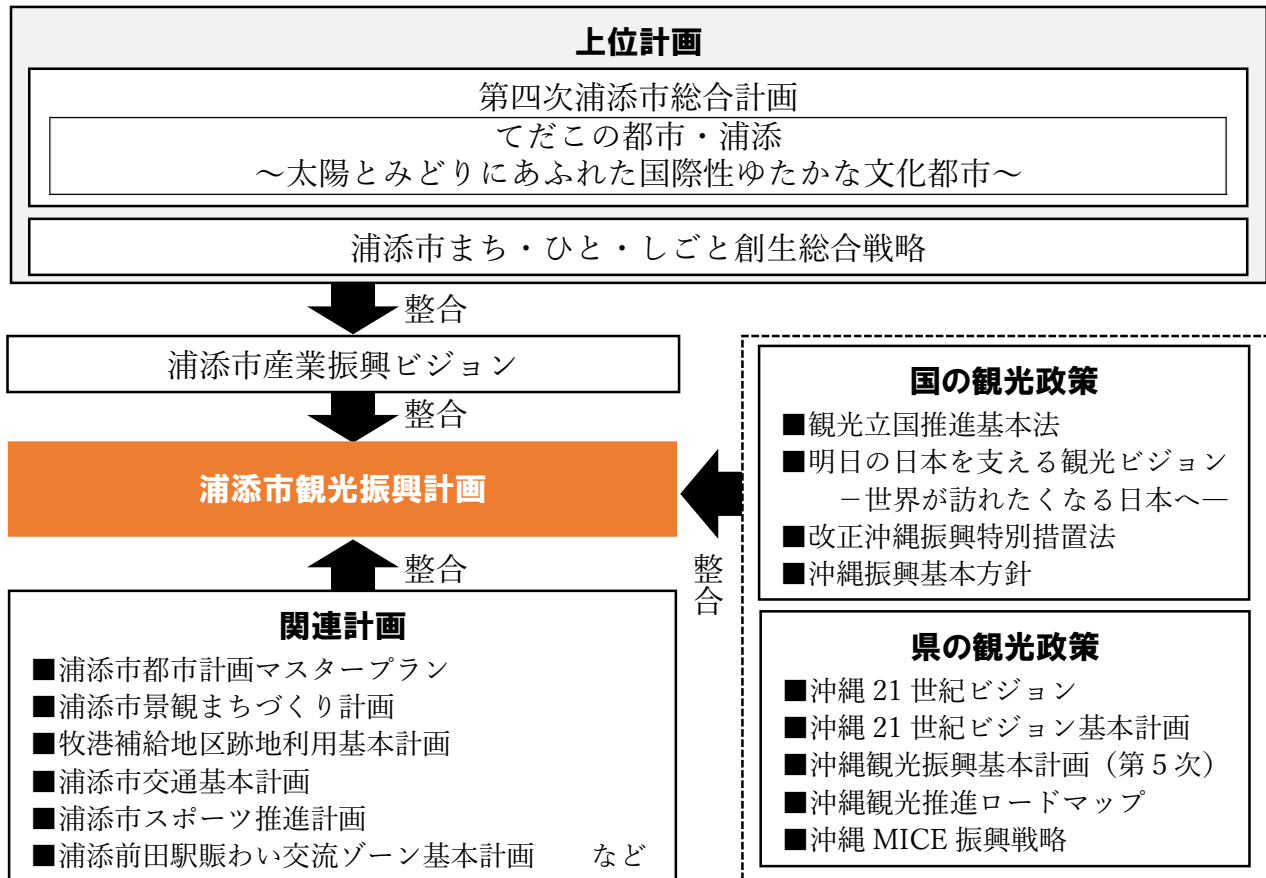 上位計画
第四次浦添市総合計画
てだこの都市・浦添
～太陽とみどりにあふれた国際性ゆたかな文化都市～
浦添市まち・ひと・しごと創生総合戦略
整合
浦添市産業振興ビジョン
整合
浦添市観光振興計画
整合
関連計画
■浦添市都市計画マスタープラン
■浦添市景観まちづくり計画
■牧港補給地区跡地利用基本計画
■浦添市交通基本計画
■浦添市スポーツ推進計画
■浦添前田駅賑わい交流ゾーン基本計画　　など
整合
国の観光政策
■観光立国推進基本法
■明日の日本を支える観光ビジョン
－世界が訪れたくなる日本へ―
■改正沖縄振興特別措置法
■沖縄振興基本方針
県の観光政策
■沖縄 21 世紀ビジョン
■沖縄 21 世紀ビジョン基本計画
■沖縄観光振興基本計画（第５次）
■沖縄観光推進ロードマップ
■沖縄 MICE 振興戦略